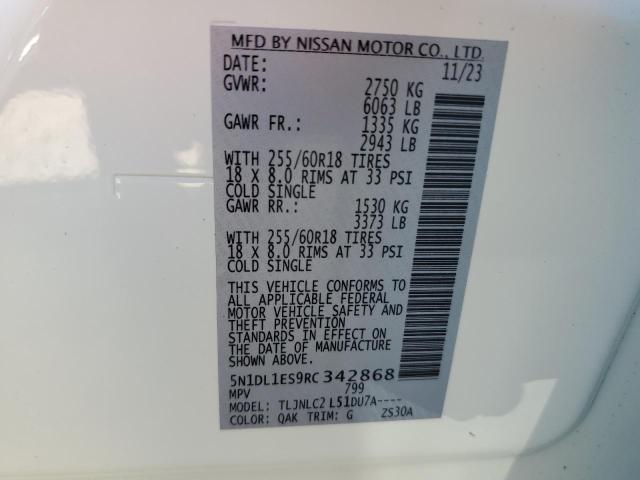 MFD BY NISSAN MOTOR CO., LTD.
DATE: 11/23
GVWR: 2750 KG
6063 LB
GAWR FR.: 1335 KG
2943 LB
WITH 255/60R18 TIRES
18 X 8.0 RIMS AT 33 PSI
COLD SINGLE
GAWR RR.: 1530 KG
3373 LB
WITH 255/60R18 TIRES
18 X 8.0 RIMS AT 33 PSI
COLD SINGLE
THIS VEHICLE CONFORMS TO
ALL APPLICABLE FEDERAL
MOTOR VEHICLE SAFETY AND
THEFT PREVENTION
STANDARDS IN EFFECT ON
THE DATE OF MANUFACTURE
SHOWN ABOVE.
5N1DL1ES9RC342868
MPV 799
MODEL: TLJNLC2 L51DU7A----
COLOR: QAK TRIM: G ZS30A